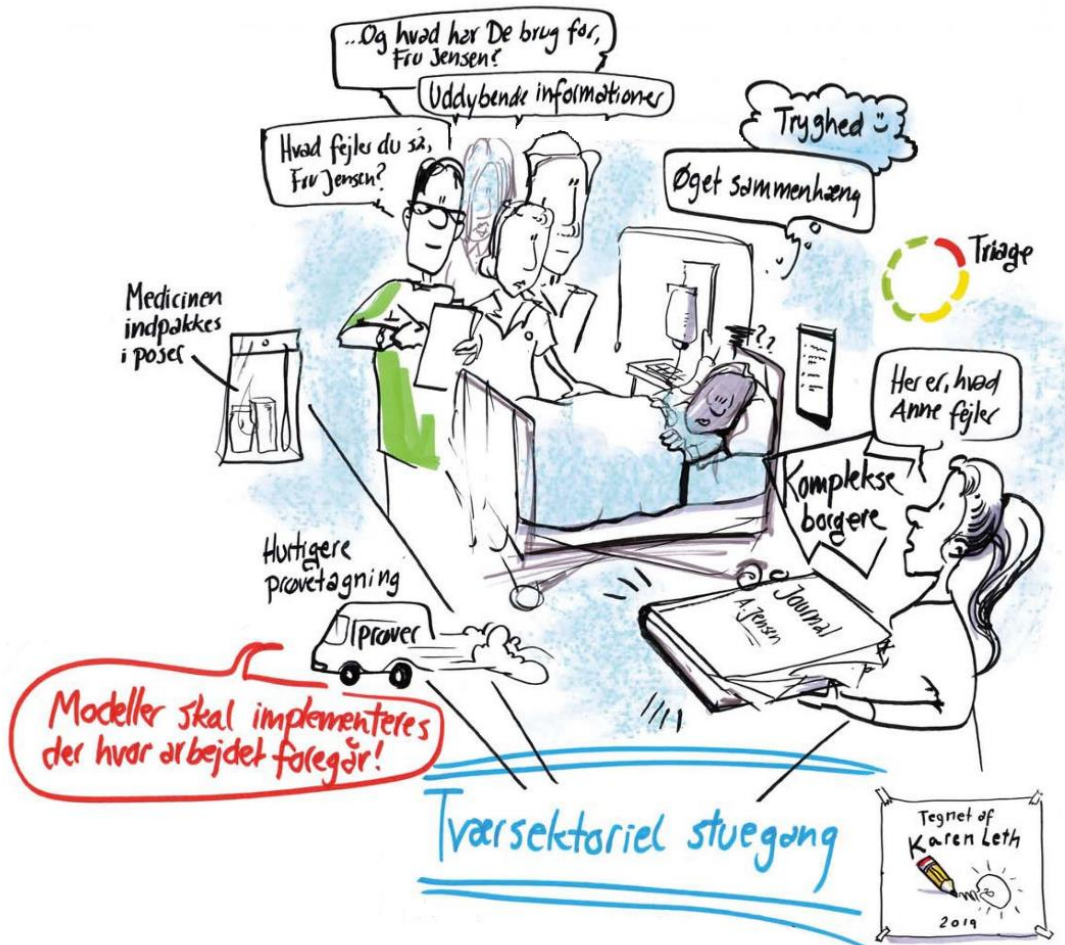 ...Og hvad har De brug for,
Fru Jensen?
Uddybende informationer
Hvad fejler du så,
Fru Jensen?
Tryghed
Øget sammenhæng
Triage
Medicinen
indpakkes
i poser
??
Her er, hvad
Anne fejler
Komplekse
borgere
Hurtigere
prøvetagning
prøver
Journal
A. Jensen
Modeller skal implementeres
der hvor arbejdet foregår!
Tværsektoriel stuegang
Tegnet af
Karen Leth
2019